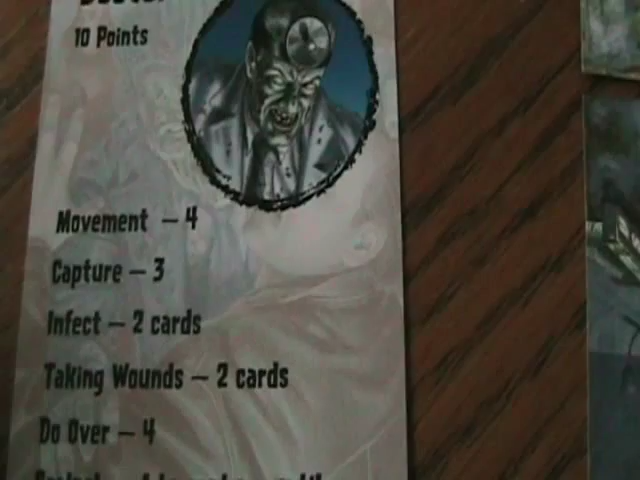 10 Points
Movement – 4
Capture – 3
Infect – 2 cards
Taking Wounds – 2 cards
Do Over – 4